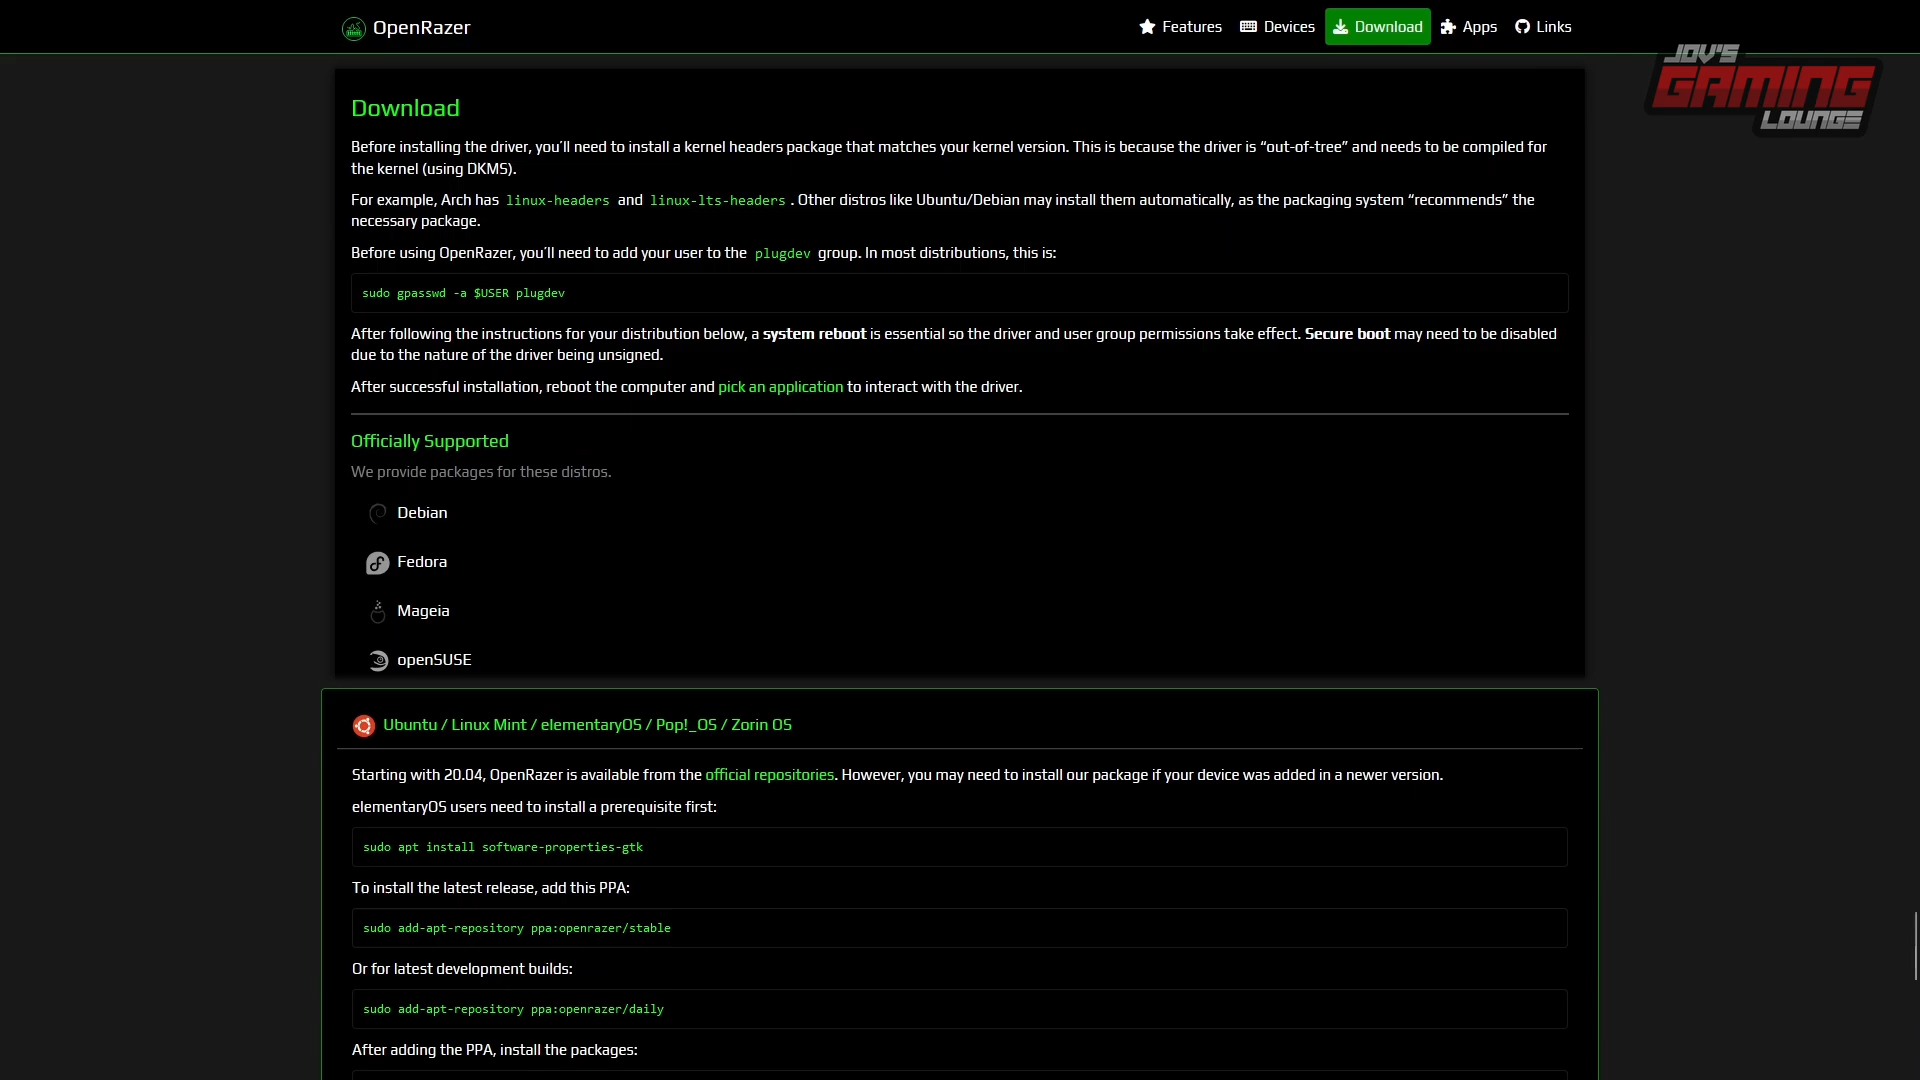 OpenRazer
Features
Devices
Download
Apps
Links
JOV'S
GAMING
LOUNGE
Download
Before installing the driver, you'll need to install a kernel headers package that matches your kernel version. This is because the driver is “out-of-tree” and needs to be compiled for
the kernel (using DKMS).
For example, Arch has linux-headers and linux-lts-headers . Other distros like Ubuntu/Debian may install them automatically, as the packaging system “recommends” the
necessary package.
Before using OpenRazer, you'll need to add your user to the plugdev group. In most distributions, this is:
sudo gpasswd -a $USER plugdev
After following the instructions for your distribution below, a system reboot is essential so the driver and user group permissions take effect. Secure boot may need to be disabled
due to the nature of the driver being unsigned.
After successful installation, reboot the computer and pick an application to interact with the driver.
Officially Supported
We provide packages for these distros.
Debian
Fedora
Mageia
openSUSE
Ubuntu / Linux Mint / elementaryOS / Pop!_OS / Zorin OS
Starting with 20.04, OpenRazer is available from the official repositories. However, you may need to install our package if your device was added in a newer version.
elementaryOS users need to install a prerequisite first:
sudo apt install software-properties-gtk
To install the latest release, add this PPA:
sudo add-apt-repository ppa:openrazer/stable
Or for latest development builds:
sudo add-apt-repository ppa:openrazer/daily
After adding the PPA, install the packages: